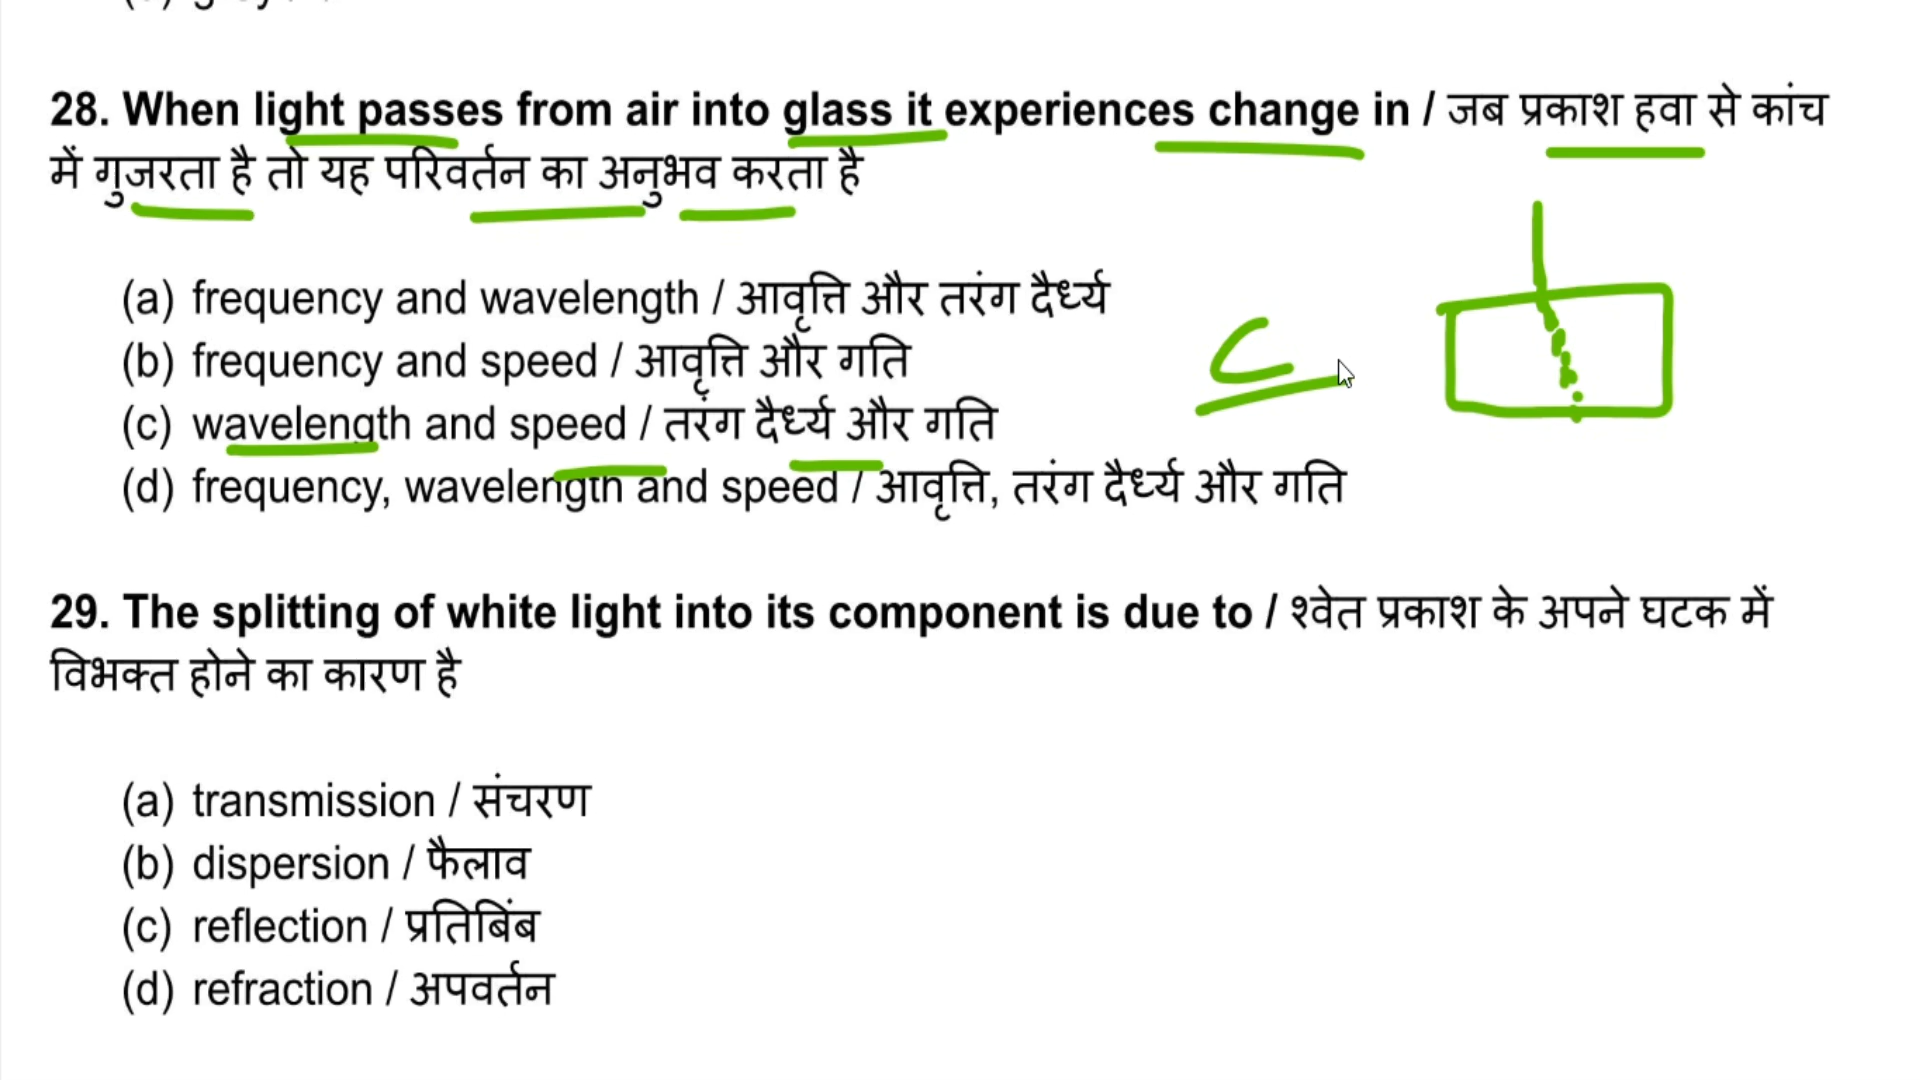 28. When light passes from air into glass it experiences change in / जब प्रकाश हवा से कांच
में गुजरता है तो यह परिवर्तन का अनुभव करता है
(a) frequency and wavelength / आवृत्ति और तरंग दैर्ध्य
(b) frequency and speed / आवृत्ति और गति
(c) wavelength and speed / तरंग दैर्ध्य और गति
C
(d) frequency, wavelength and speed / आवृत्ति, तरंग दैर्ध्य और गति
29. The splitting of white light into its component is due to / श्वेत प्रकाश के अपने घटक में
विभक्त होने का कारण है
(a) transmission / संचरण
(b) dispersion / फैलाव
(c) reflection / प्रतिबिंब
(d) refraction / अपवर्तन